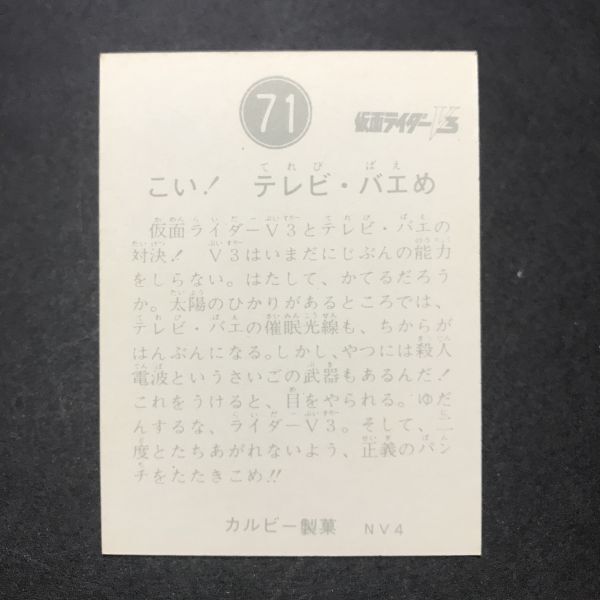 71
仮面ライダーV3
こい! テレビ・バエめ
仮面ライダーV3とテレビ・バエの
対決! V3はいまだにじぶんの能力
をしらない。はたして、かてるだろう
か。太陽のひかりがあるところでは、
テレビ・バエの催眠光線も、ちからが
はんぶんになる。しかし、やつには殺人
電波というさいごの武器もあるんだ!
これをうけると、目をやられる。ゆだ
んするな、ライダーV3。そして、二
度とたちあがれないよう、正義のパン
チをたたきこめ!!
カルビー製菓 NV4